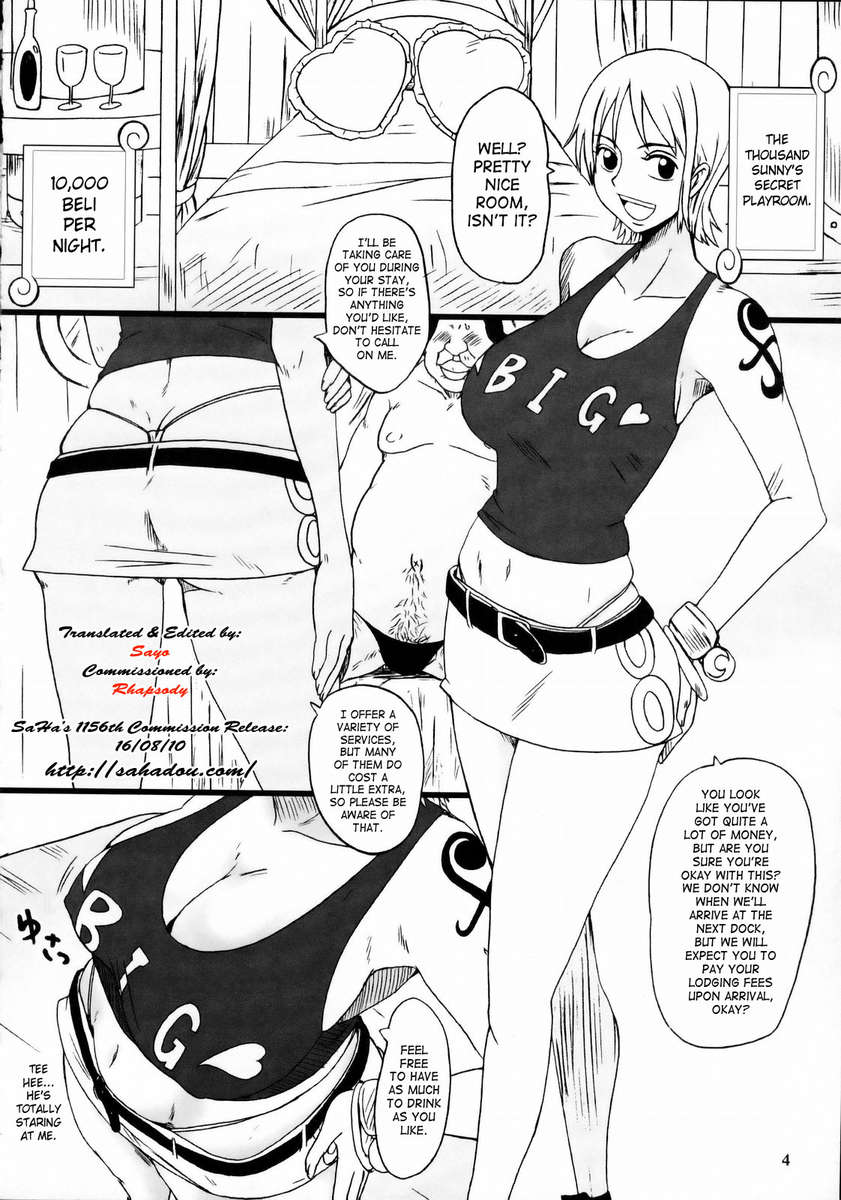 THE
THOUSAND
SUNNY'S
SECRET
PLAYROOM.
WELL?
PRETTY
NICE
ROOM,
ISN'T IT?
10,000
BELI
PER
NIGHT.
I'LL BE
TAKING CARE
OF YOU DURING
YOUR STAY,
SO IF THERE'S
ANYTHING
YOU'D LIKE,
DON'T HESITATE
TO CALL
ON ME.
BIG
Translated & Edited by:
Sayo
Commissioned by:
Rhapsody
SaHa's 1156th Commission Release:
16/08/10
http://sahadou.com/
I OFFER A
VARIETY OF
SERVICES,
BUT MANY
OF THEM DO
COST A
LITTLE EXTRA,
SO PLEASE BE
AWARE OF
THAT.
YOU LOOK
LIKE YOU'VE
GOT QUITE A
LOT OF MONEY,
BUT ARE YOU
SURE YOU'RE
OKAY WITH THIS?
WE DON'T KNOW
WHEN WE'LL
ARRIVE AT THE
NEXT DOCK,
BUT WE WILL
EXPECT YOU TO
PAY YOUR
LODGING FEES
UPON ARRIVAL,
OKAY?
BIG
ゆさっ
FEEL
FREE
TO HAVE
AS MUCH
TO DRINK
AS YOU
LIKE.
TEE
HEE...
HE'S
TOTALLY
STARING
AT ME.
4